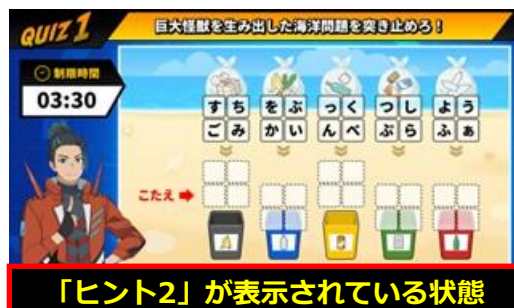 QUIZ 1
巨大怪獣を生み出した海洋問題を突き止めろ!
制限時間
03:30
すち をぶ っく つし よう
ごみ かい んべ ぷら ふぁ
こたえ
「ヒント2」が表示されている状態